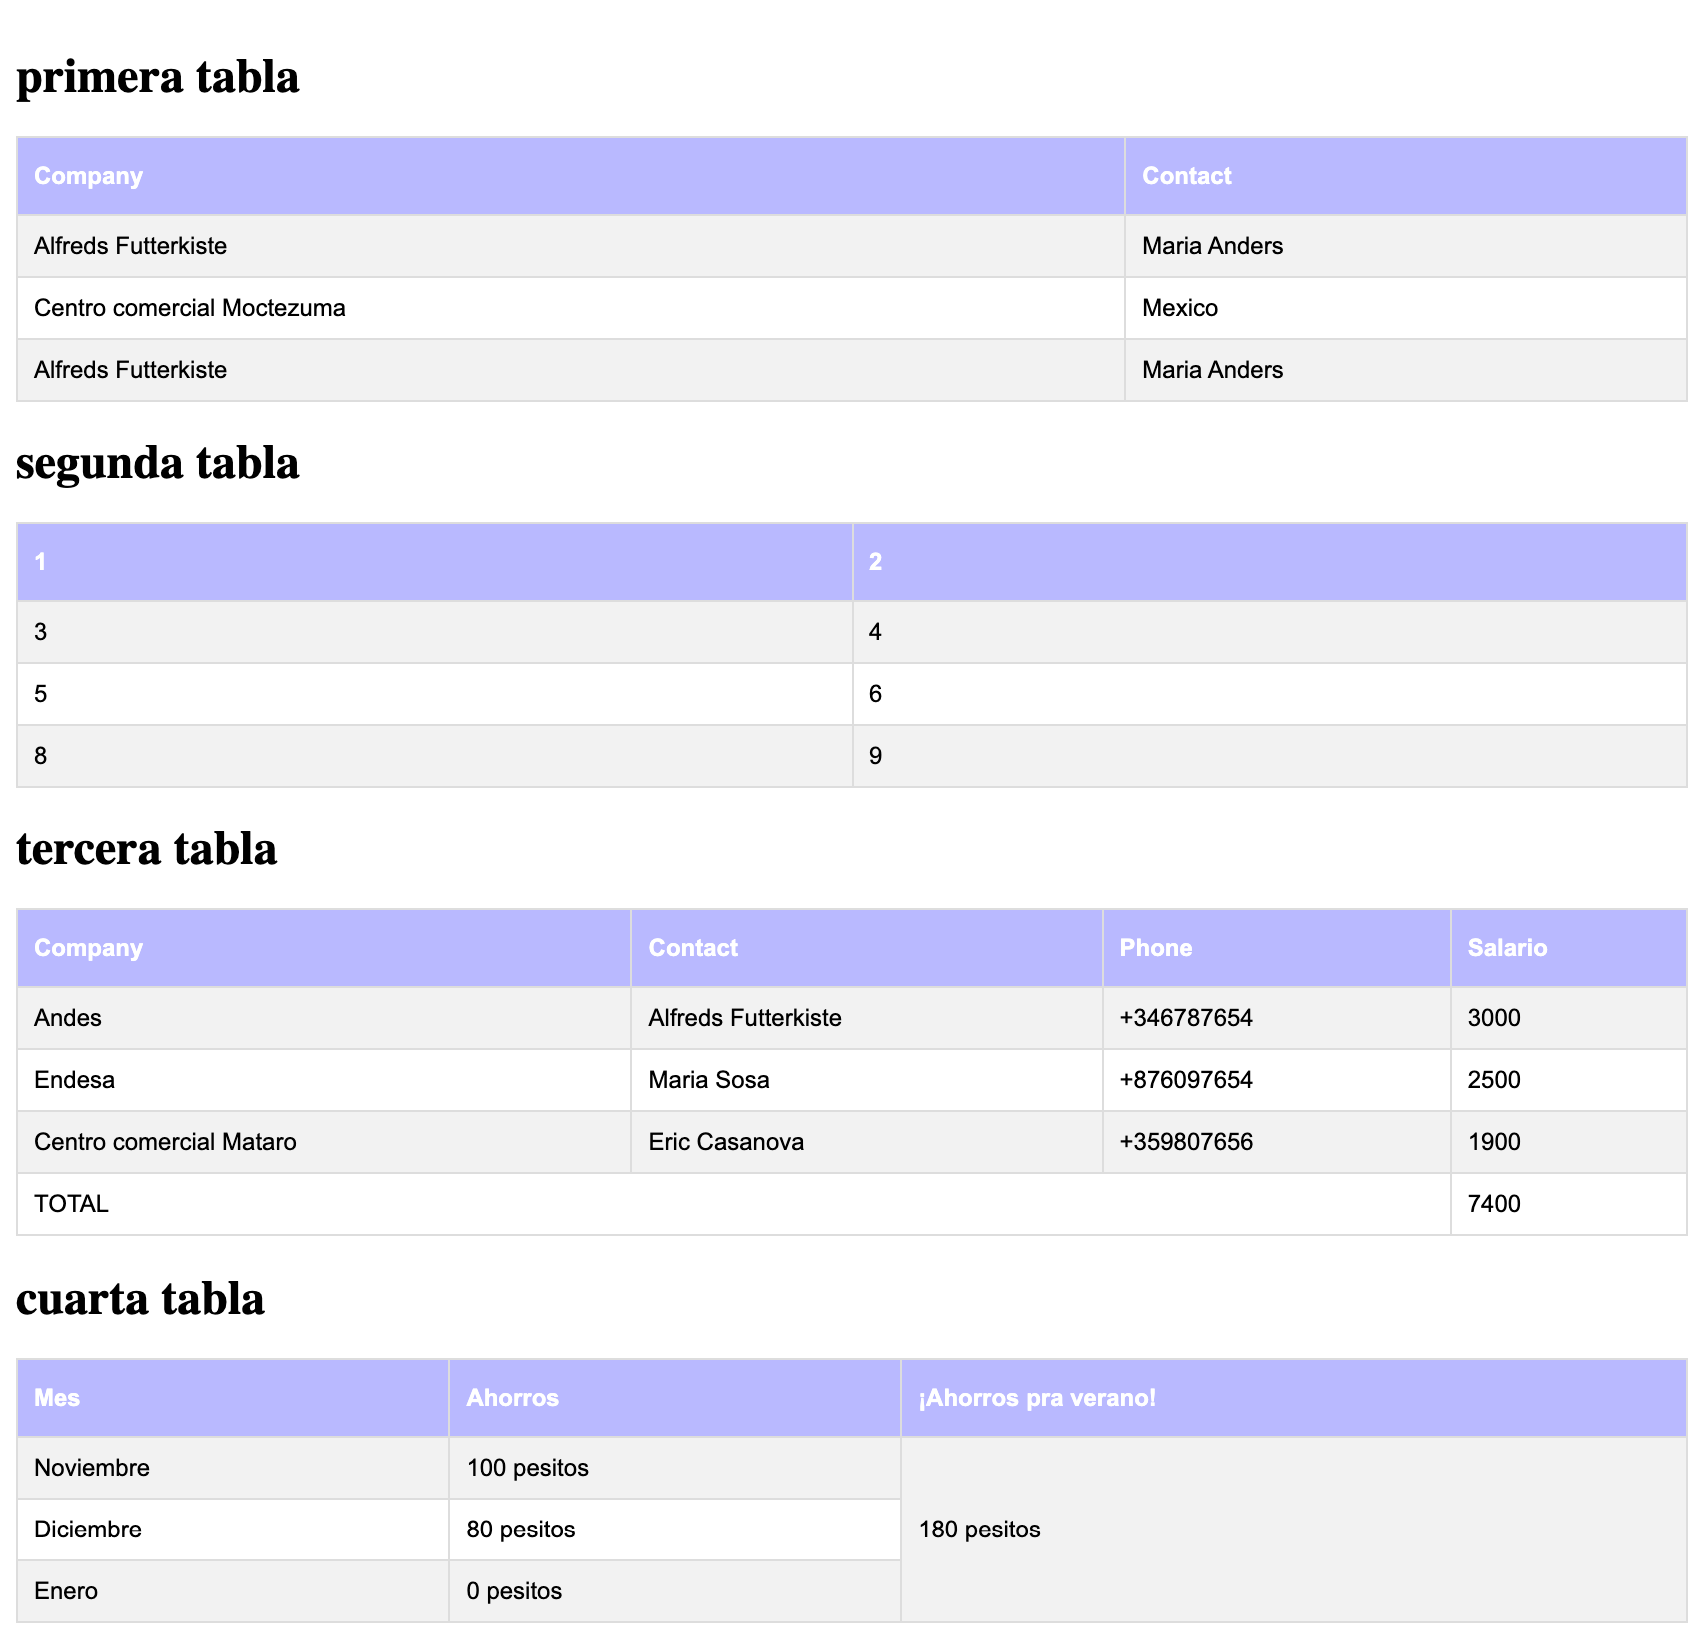 primera tabla
Company Contact
Alfreds Futterkiste Maria Anders
Centro comercial Moctezuma Mexico
Alfreds Futterkiste Maria Anders
segunda tabla
1 2
3 4
5 6
8 9
tercera tabla
Company Contact Phone Salario
Andes Alfreds Futterkiste +346787654 3000
Endesa Maria Sosa +876097654 2500
Centro comercial Mataro Eric Casanova +359807656 1900
TOTAL 7400
cuarta tabla
Mes Ahorros ¡Ahorros pra verano!
Noviembre 100 pesitos
Diciembre 80 pesitos 180 pesitos
Enero 0 pesitos